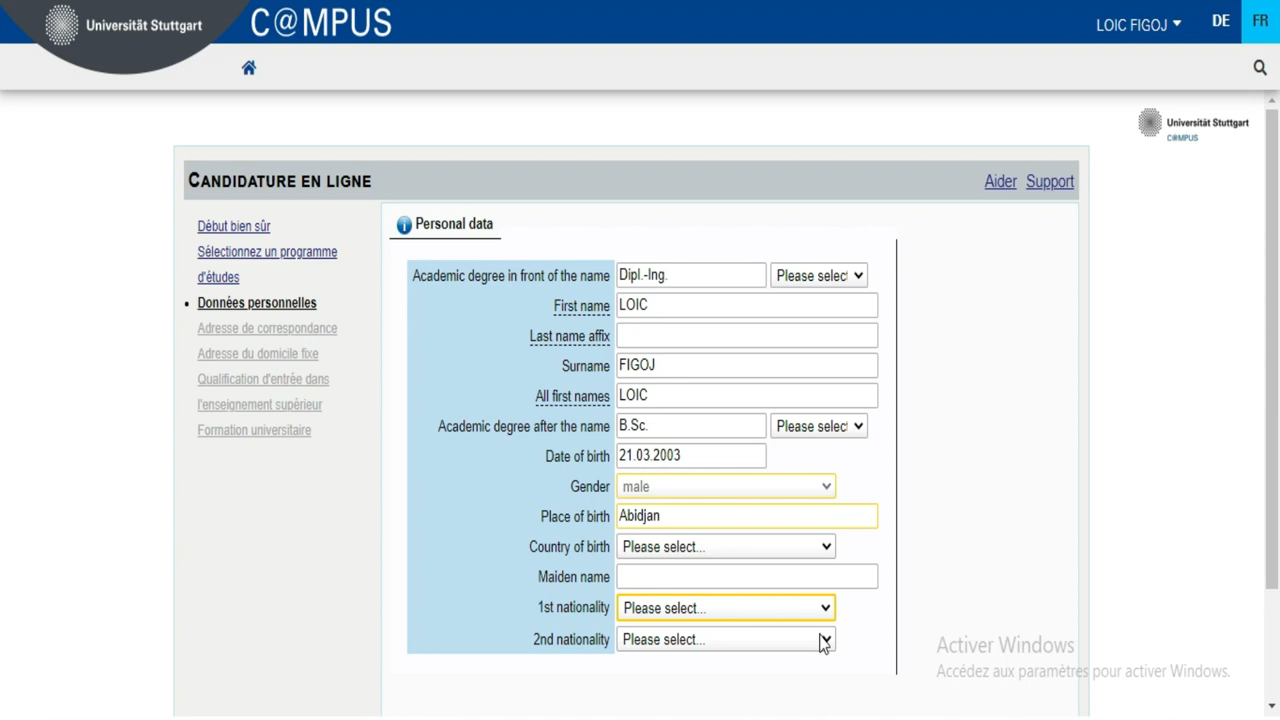 Universität Stuttgart
C@MPUS
LOIC FIGOJ
DE
FR
Universität Stuttgart
C@MPUS
CANDIDATURE EN LIGNE
Aider
Support
Début bien sûr
Sélectionnez un programme
d'études
Données personnelles
Adresse de correspondance
Adresse du domicile fixe
Qualification d'entrée dans
l'enseignement supérieur
Formation universitaire
Personal data
Academic degree in front of the name Dipl.-Ing. Please select
First name LOIC
Last name affix
Surname FIGOJ
All first names LOIC
Academic degree after the name B.Sc. Please select
Date of birth 21.03.2003
Gender male
Place of birth Abidjan
Country of birth Please select...
Maiden name
1st nationality Please select...
2nd nationality Please select...
Activer Windows
Accédez aux paramètres pour activer Windows.